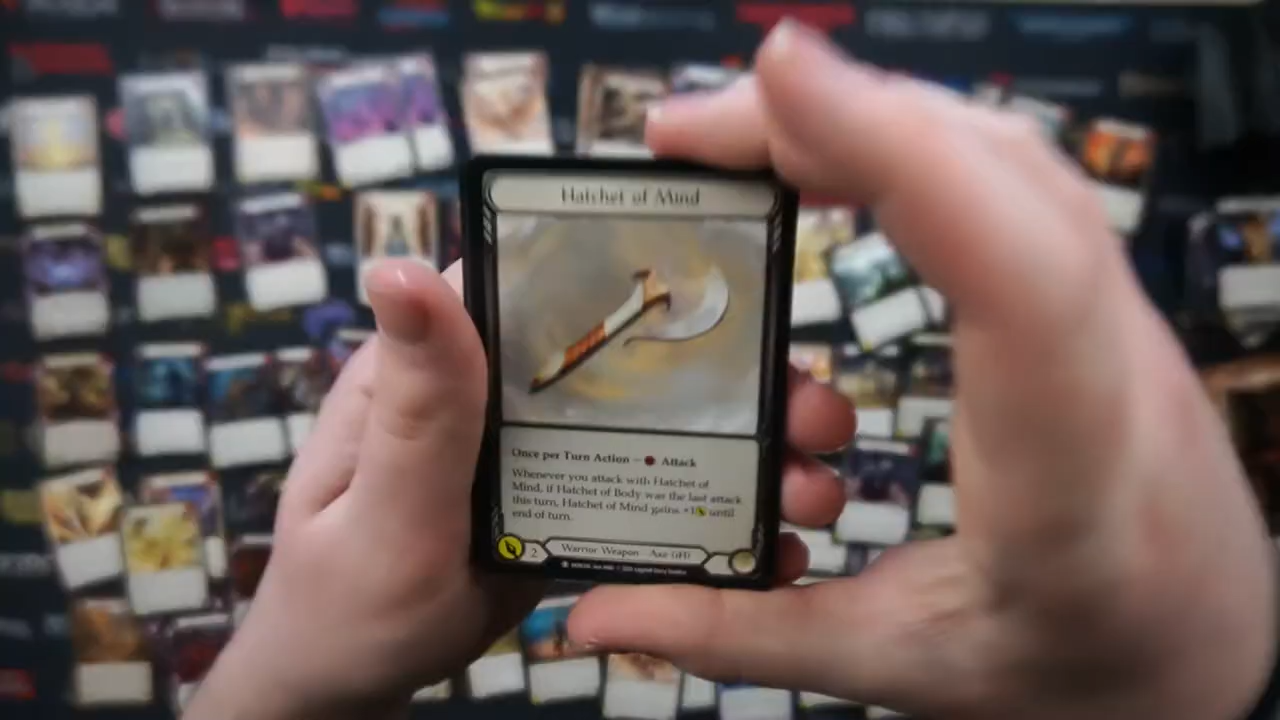 Hatchet of Mind
Once per Turn Action – Attack
Whenever you attack with Hatchet of
Mind, if Hatchet of Body was the last attack
this turn, Hatchet of Mind gains +1 until
end of turn.
2
Warrior Weapon – Axe (1H)